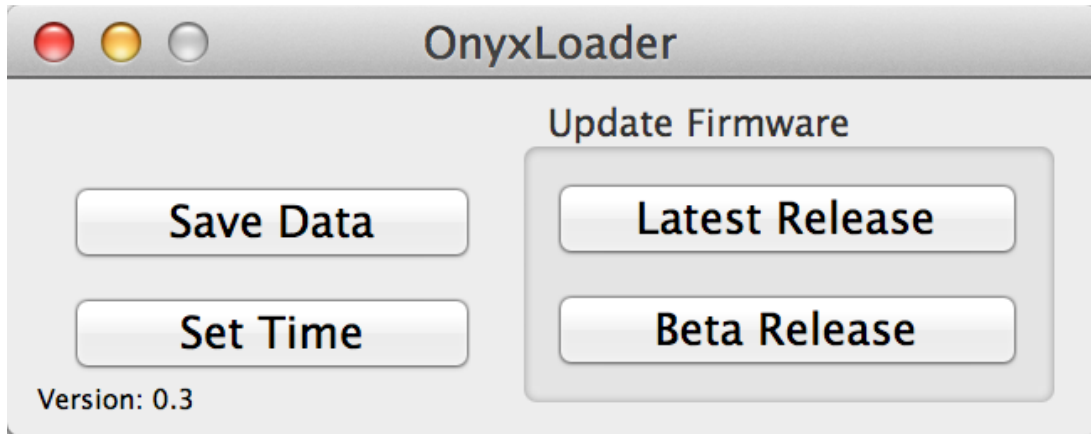 OnyxLoader
Update Firmware
Save Data
Latest Release
Set Time
Beta Release
Version: 0.3